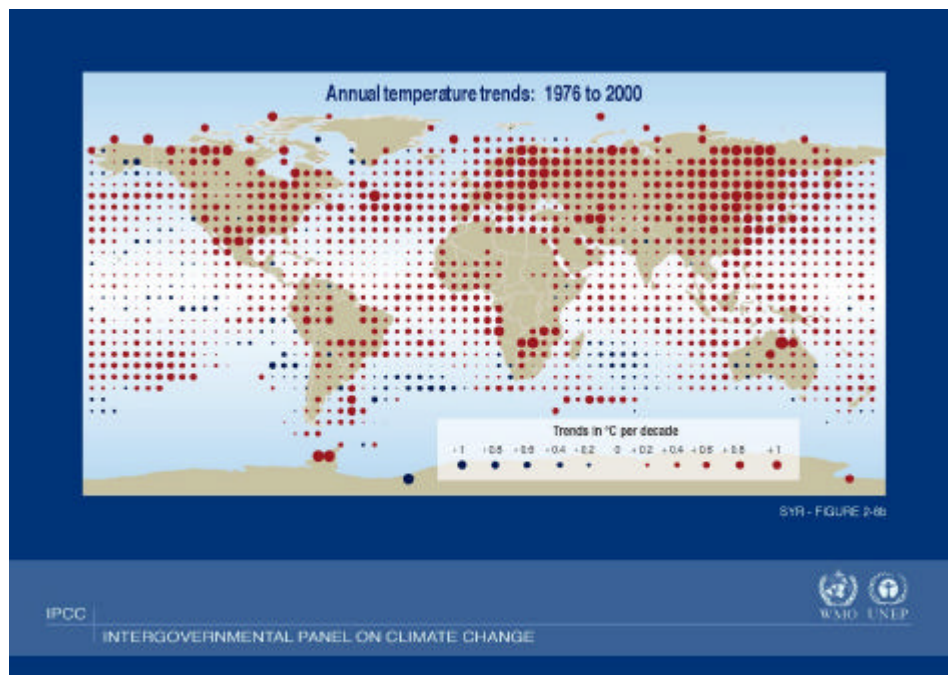 Annual temperature trends: 1976 to 2000
Trends in °C per decade
-1 -0.8 -0.6 -0.4 -0.2 0 +0.2 +0.4 +0.6 +0.8 +1
SYR - FIGURE 2-6b
WMO UNEP
IPCC
INTERGOVERNMENTAL PANEL ON CLIMATE CHANGE